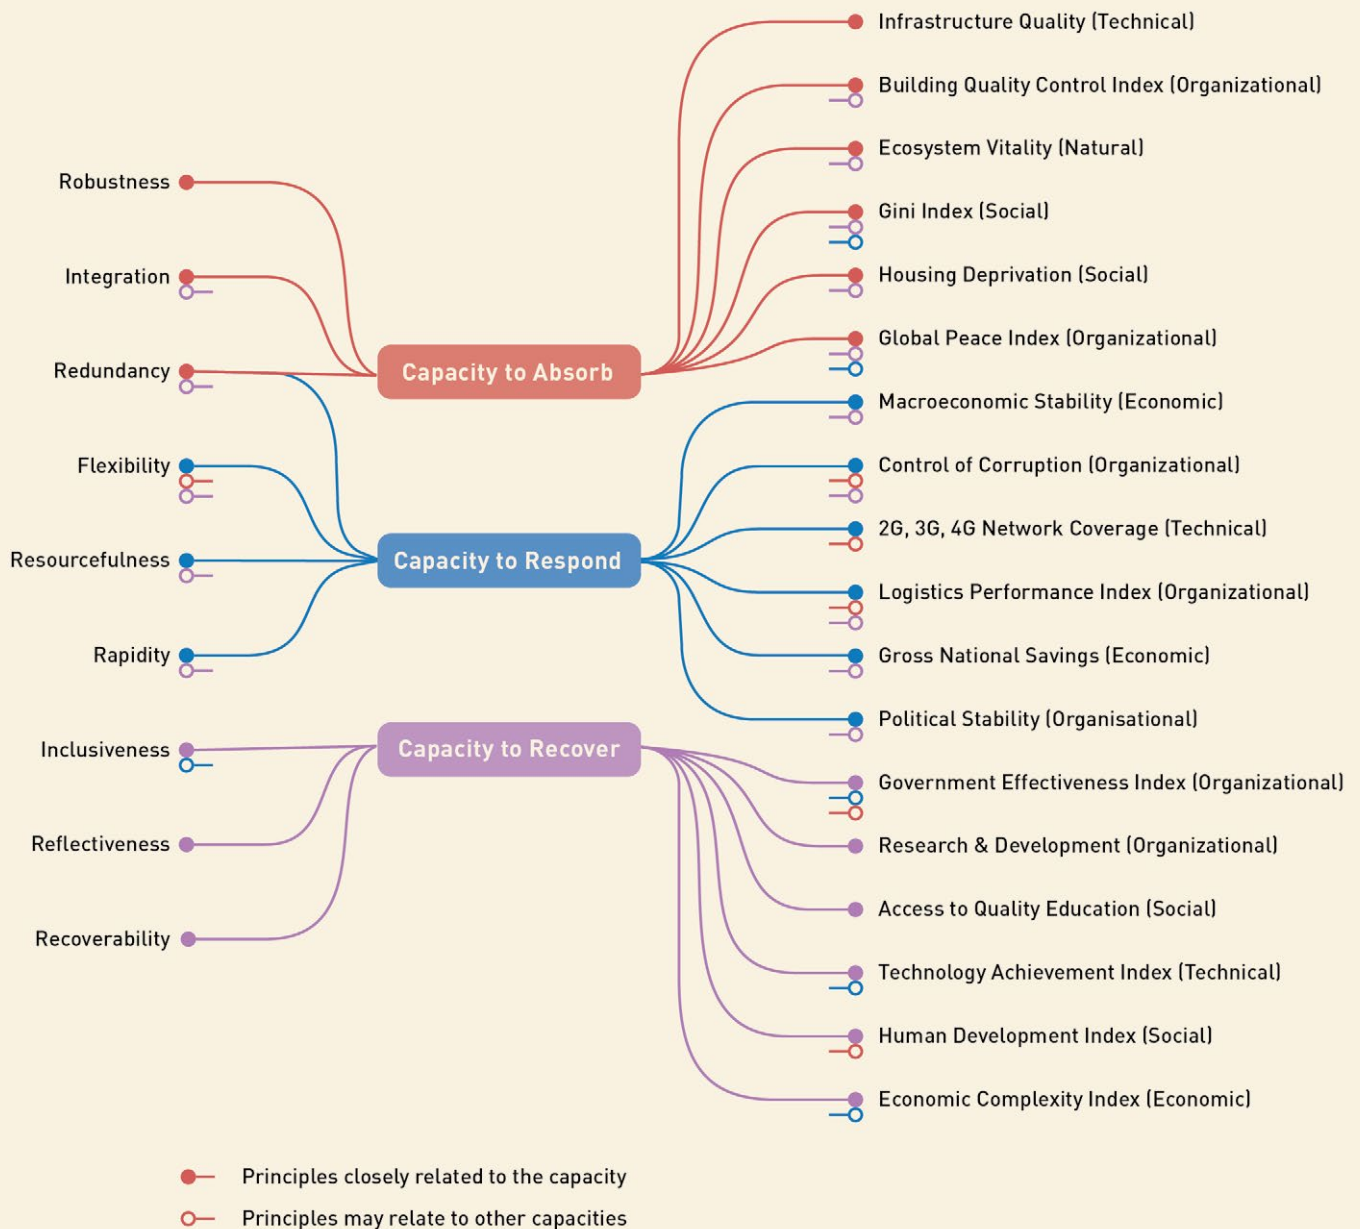 Robustness
Integration
Redundancy
Flexibility
Resourcefulness
Rapidity
Inclusiveness
Reflectiveness
Recoverability
Capacity to Absorb
Capacity to Respond
Capacity to Recover
Infrastructure Quality (Technical)
Building Quality Control Index (Organizational)
Ecosystem Vitality (Natural)
Gini Index (Social)
Housing Deprivation (Social)
Global Peace Index (Organizational)
Macroeconomic Stability (Economic)
Control of Corruption (Organizational)
2G, 3G, 4G Network Coverage (Technical)
Logistics Performance Index (Organizational)
Gross National Savings (Economic)
Political Stability (Organisational)
Government Effectiveness Index (Organizational)
Research & Development (Organizational)
Access to Quality Education (Social)
Technology Achievement Index (Technical)
Human Development Index (Social)
Economic Complexity Index (Economic)
Principles closely related to the capacity
Principles may relate to other capacities